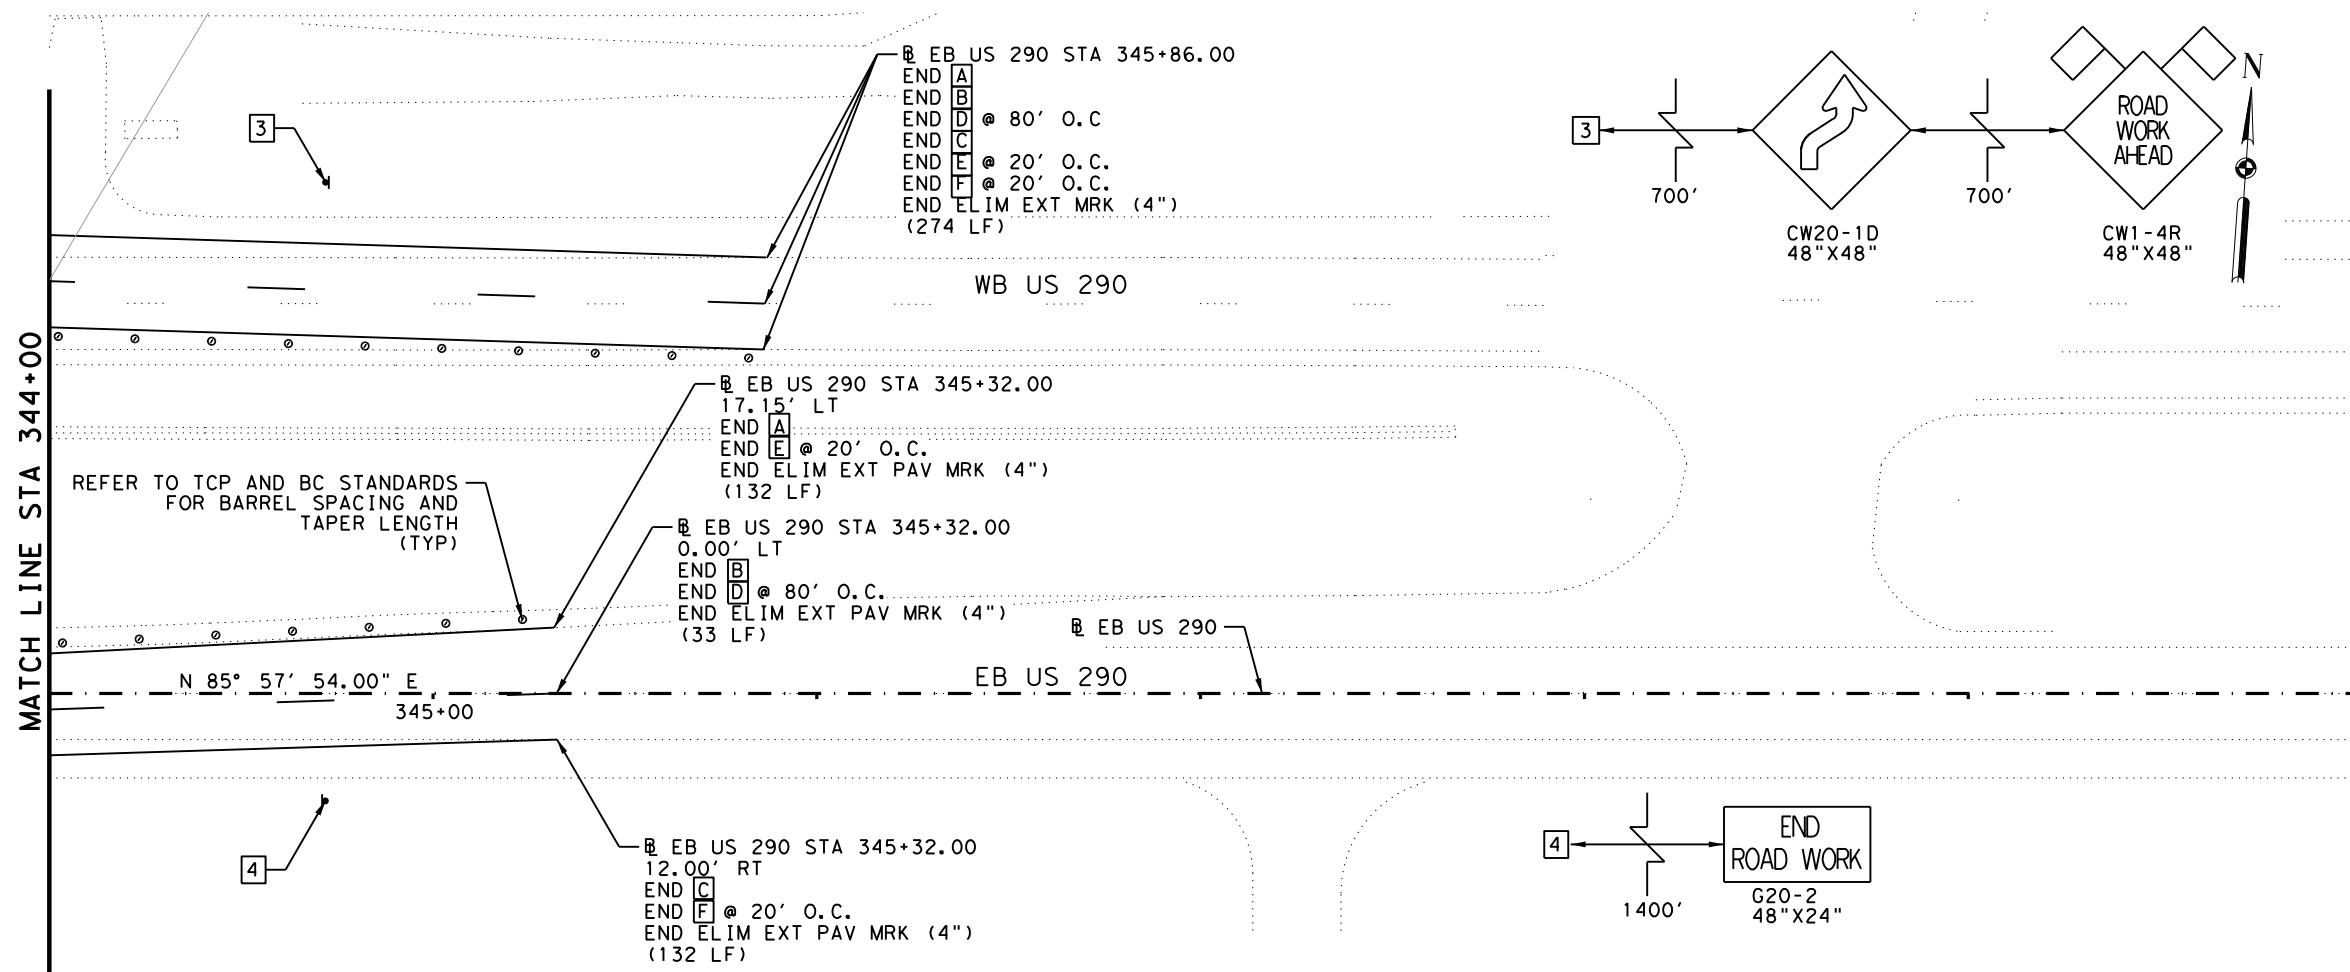 ℄ EB US 290 STA 345+86.00
END A
END B
END D @ 80' O.C
END C
END E @ 20' O.C.
END F @ 20' O.C.
END ELIM EXT MRK (4")
(274 LF)
3
3
700'
700'
ROAD
WORK
AHEAD
N
CW20-1D
48"X48"
CW1-4R
48"X48"
WB US 290
MATCH LINE STA 344+00
℄ EB US 290 STA 345+32.00
17.15' LT
END A
END E @ 20' O.C.
END ELIM EXT PAV MRK (4")
(132 LF)
REFER TO TCP AND BC STANDARDS
FOR BARREL SPACING AND
TAPER LENGTH
(TYP)
℄ EB US 290 STA 345+32.00
0.00' LT
END B
END D @ 80' O.C.
END ELIM EXT PAV MRK (4")
(33 LF)
℄ EB US 290
EB US 290
N 85° 57' 54.00" E
345+00
℄ EB US 290 STA 345+32.00
12.00' RT
END C
END F @ 20' O.C.
END ELIM EXT PAV MRK (4")
(132 LF)
4
4
1400'
END
ROAD WORK
G20-2
48"X24"